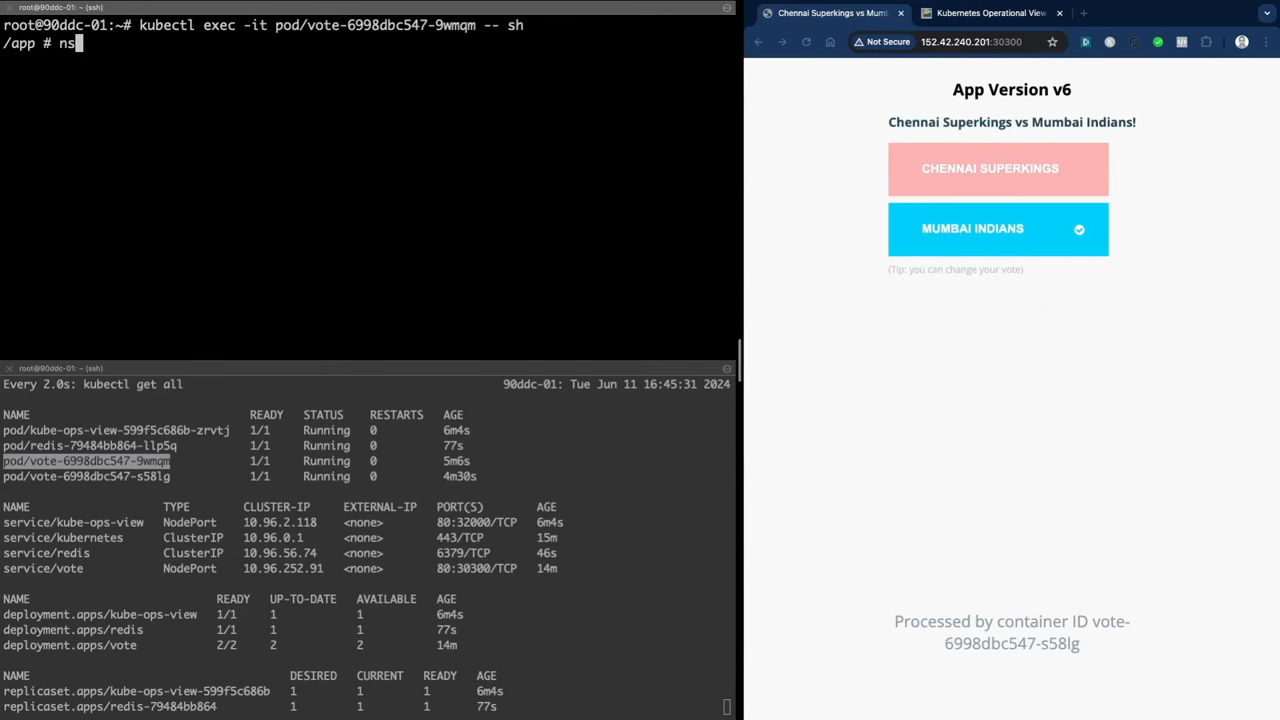 root@90ddc-01: ~ (ssh)
root@90ddc-01:~# kubectl exec -it pod/vote-6998dbc547-9wmqm -- sh
/app # ns
root@90ddc-01: ~ (ssh)
Every 2.0s: kubectl get all 90ddc-01: Tue Jun 11 16:45:31 2024
NAME READY STATUS RESTARTS AGE
pod/kube-ops-view-599f5c686b-zrvtj 1/1 Running 0 6m4s
pod/redis-79484bb864-llp5q 1/1 Running 0 77s
pod/vote-6998dbc547-9wmqm 1/1 Running 0 5m6s
pod/vote-6998dbc547-s58lg 1/1 Running 0 4m30s
NAME TYPE CLUSTER-IP EXTERNAL-IP PORT(S) AGE
service/kube-ops-view NodePort 10.96.2.118 <none> 80:32000/TCP 6m4s
service/kubernetes ClusterIP 10.96.0.1 <none> 443/TCP 15m
service/redis ClusterIP 10.96.56.74 <none> 6379/TCP 46s
service/vote NodePort 10.96.252.91 <none> 80:30300/TCP 14m
NAME READY UP-TO-DATE AVAILABLE AGE
deployment.apps/kube-ops-view 1/1 1 1 6m4s
deployment.apps/redis 1/1 1 1 77s
deployment.apps/vote 2/2 2 2 14m
NAME DESIRED CURRENT READY AGE
replicaset.apps/kube-ops-view-599f5c686b 1 1 1 6m4s
replicaset.apps/redis-79484bb864 1 1 1 77s
Chennai Superkings vs Mumb
Kubernetes Operational View
Not Secure 152.42.240.201:30300
App Version v6
Chennai Superkings vs Mumbai Indians!
CHENNAI SUPERKINGS
MUMBAI INDIANS
(Tip: you can change your vote)
Processed by container ID vote-
6998dbc547-s58lg